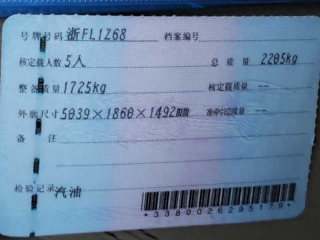 号牌号码 浙FL1268 档案编号
核定载人数 5人 总质量 2205kg
整备质量 1725kg 核定载质量 --
外廓尺寸 5039×1860×1492mm 准牵引总质量 --
备注
检验记录 汽油
*3380026295179*